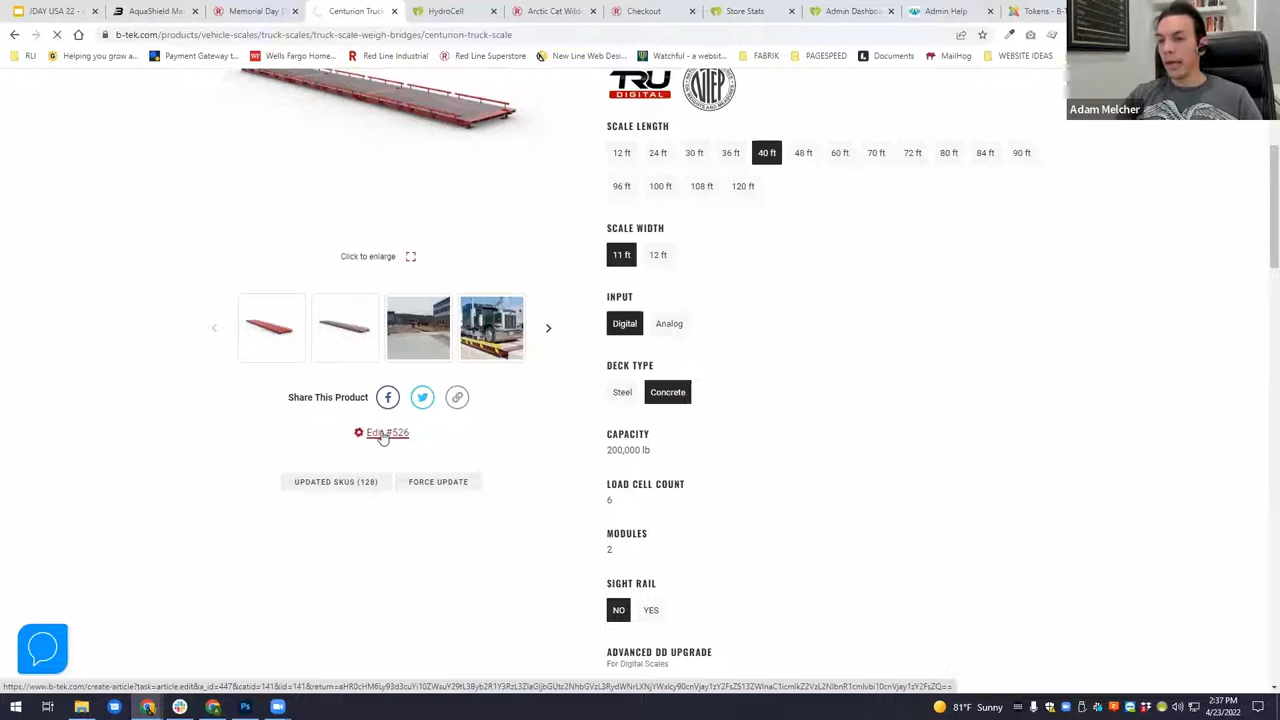 JDAY USA 22 -
AquaShield Ma
Memorial Day |
Centurion Truc
HydroCell
Arctic Cat Wild
Checkout
Store Stats
Admin Dashboa
Admin Help
Tokens - B-T
b-tek.com/products/vehicle-scales/truck-scales/truck-scales-weigh-bridges/centurion-truck-scale
RLI
Helping you grow a...
Payment Gateway T...
Wells Fargo Home...
Red Line Industrial
Red Line Superstore
New Line Web Desig...
Watchful - a websit...
FABRIK
PAGESPEED
Documents
MailHog
WEBSITE IDEAS
Adam Melcher
TRU
DIGITAL
NTEP
SCALE LENGTH
12 ft 24 ft 30 ft 36 ft 40 ft 48 ft 60 ft 70 ft 72 ft 80 ft 84 ft 90 ft
96 ft 100 ft 108 ft 120 ft
SCALE WIDTH
11 ft 12 ft
Click to enlarge
INPUT
Digital Analog
DECK TYPE
Steel Concrete
Share This Product
Edit #526
CAPACITY
200,000 lb
UPDATED SKUS (128) FORCE UPDATE
LOAD CELL COUNT
6
MODULES
2
SIGHT RAIL
NO YES
ADVANCED DD UPGRADE
For Digital Scales
81°F Sunny
2:37 PM
4/23/2022